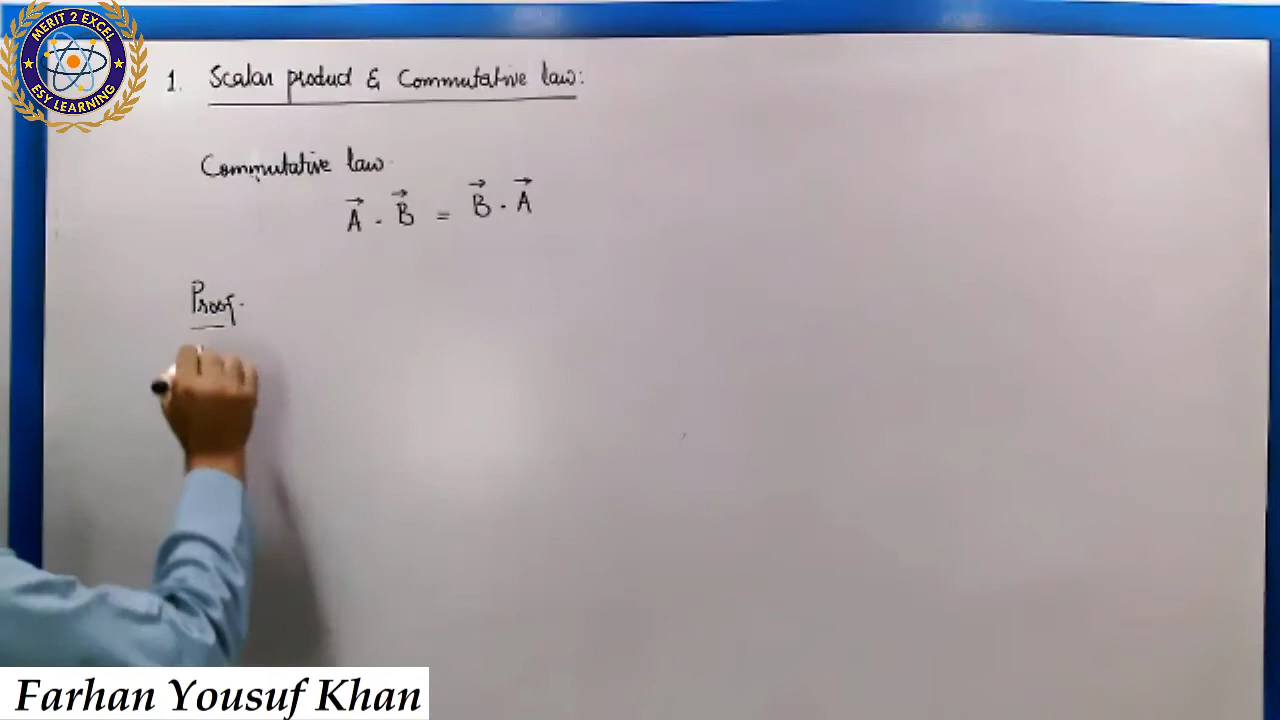 MERIT 2 EXCEL
ESY LEARNING
1. Scalar product & Commutative law:
Commutative law.
A⃗ . B⃗ = B⃗ . A⃗
Proof.
Farhan Yousuf Khan